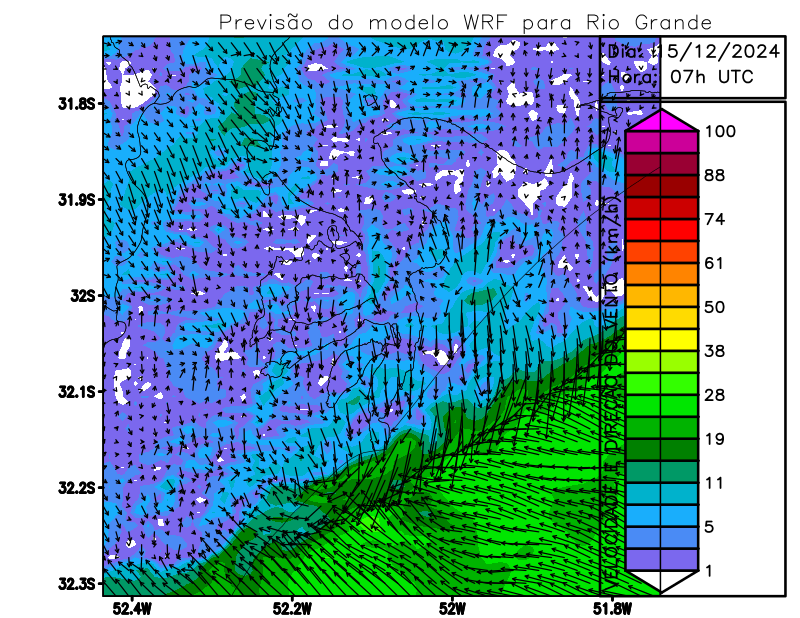 Previsão do modelo WRF para Rio Grande
Dia: 15/12/2024
Hora: 07h UTC
31.8S
31.9S
32S
32.1S
32.2S
32.3S
52.4W
52.2W
52W
51.8W
VELOCIDADE E DIREÇÃO DO VENTO (km/h)
100
88
74
61
50
38
28
19
11
5
1